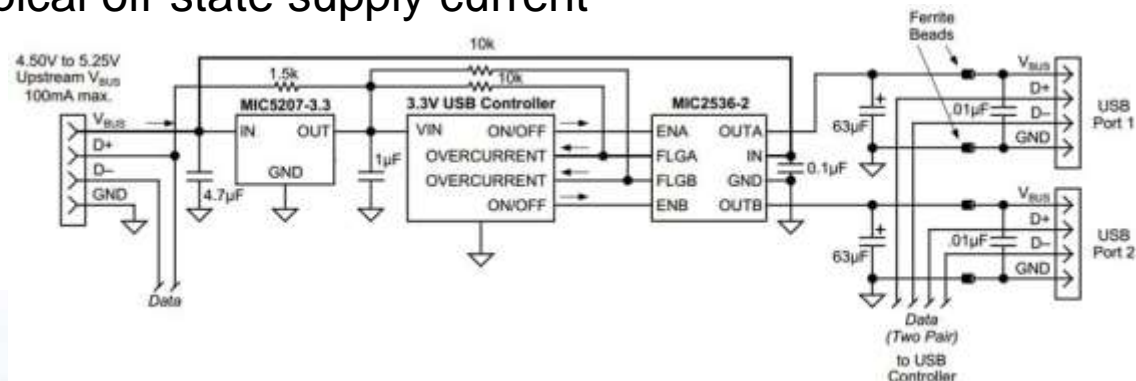 pical off-state supply current
4.50V to 5.25V
Upstream VBUS
100mA max.
VBUS
D+
D–
GND
Data
4.7µF
1.5k
MIC5207-3.3
IN OUT
GND
1µF
10k
10k
3.3V USB Controller
VIN ON/OFF
OVERCURRENT
OVERCURRENT
ON/OFF
MIC2536-2
ENA OUTA
FLGA IN
FLGB GND
ENB OUTB
0.1µF
Ferrite
Beads
63µF
.01µF
VBUS
D+
D–
GND
USB
Port 1
63µF
.01µF
VBUS
D+
D–
GND
USB
Port 2
Data
(Two Pair)
to USB
Controller